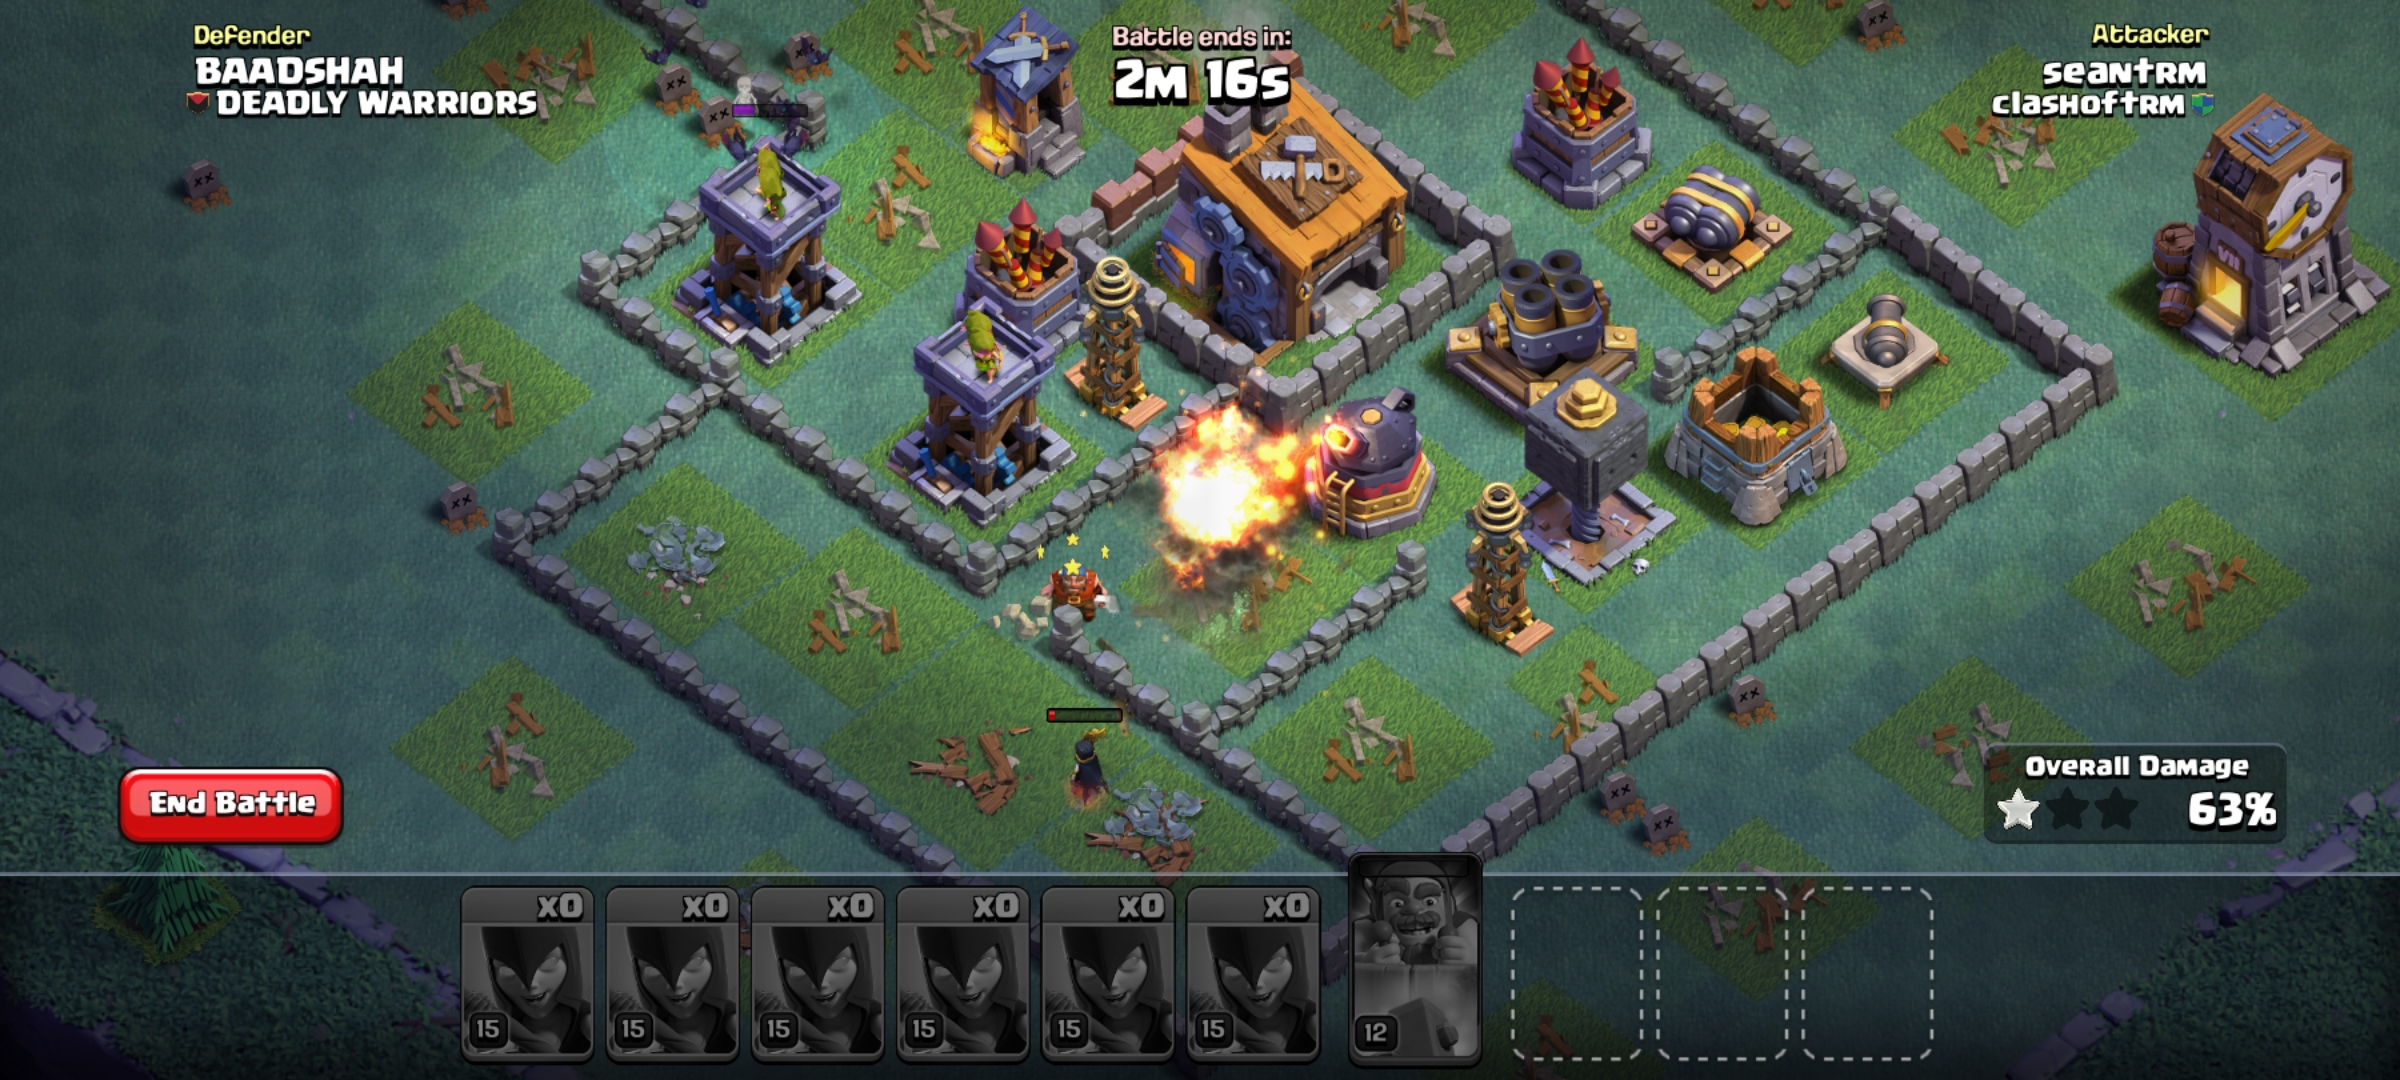 Defender
BAADSHAH
DEADLY WARRIORS
Battle ends in:
2M 16s
Attacker
seantRM
clashoftRM
VII
End Battle
Overall Damage
63%
x0
x0
x0
x0
x0
x0
15
15
15
15
15
15
12